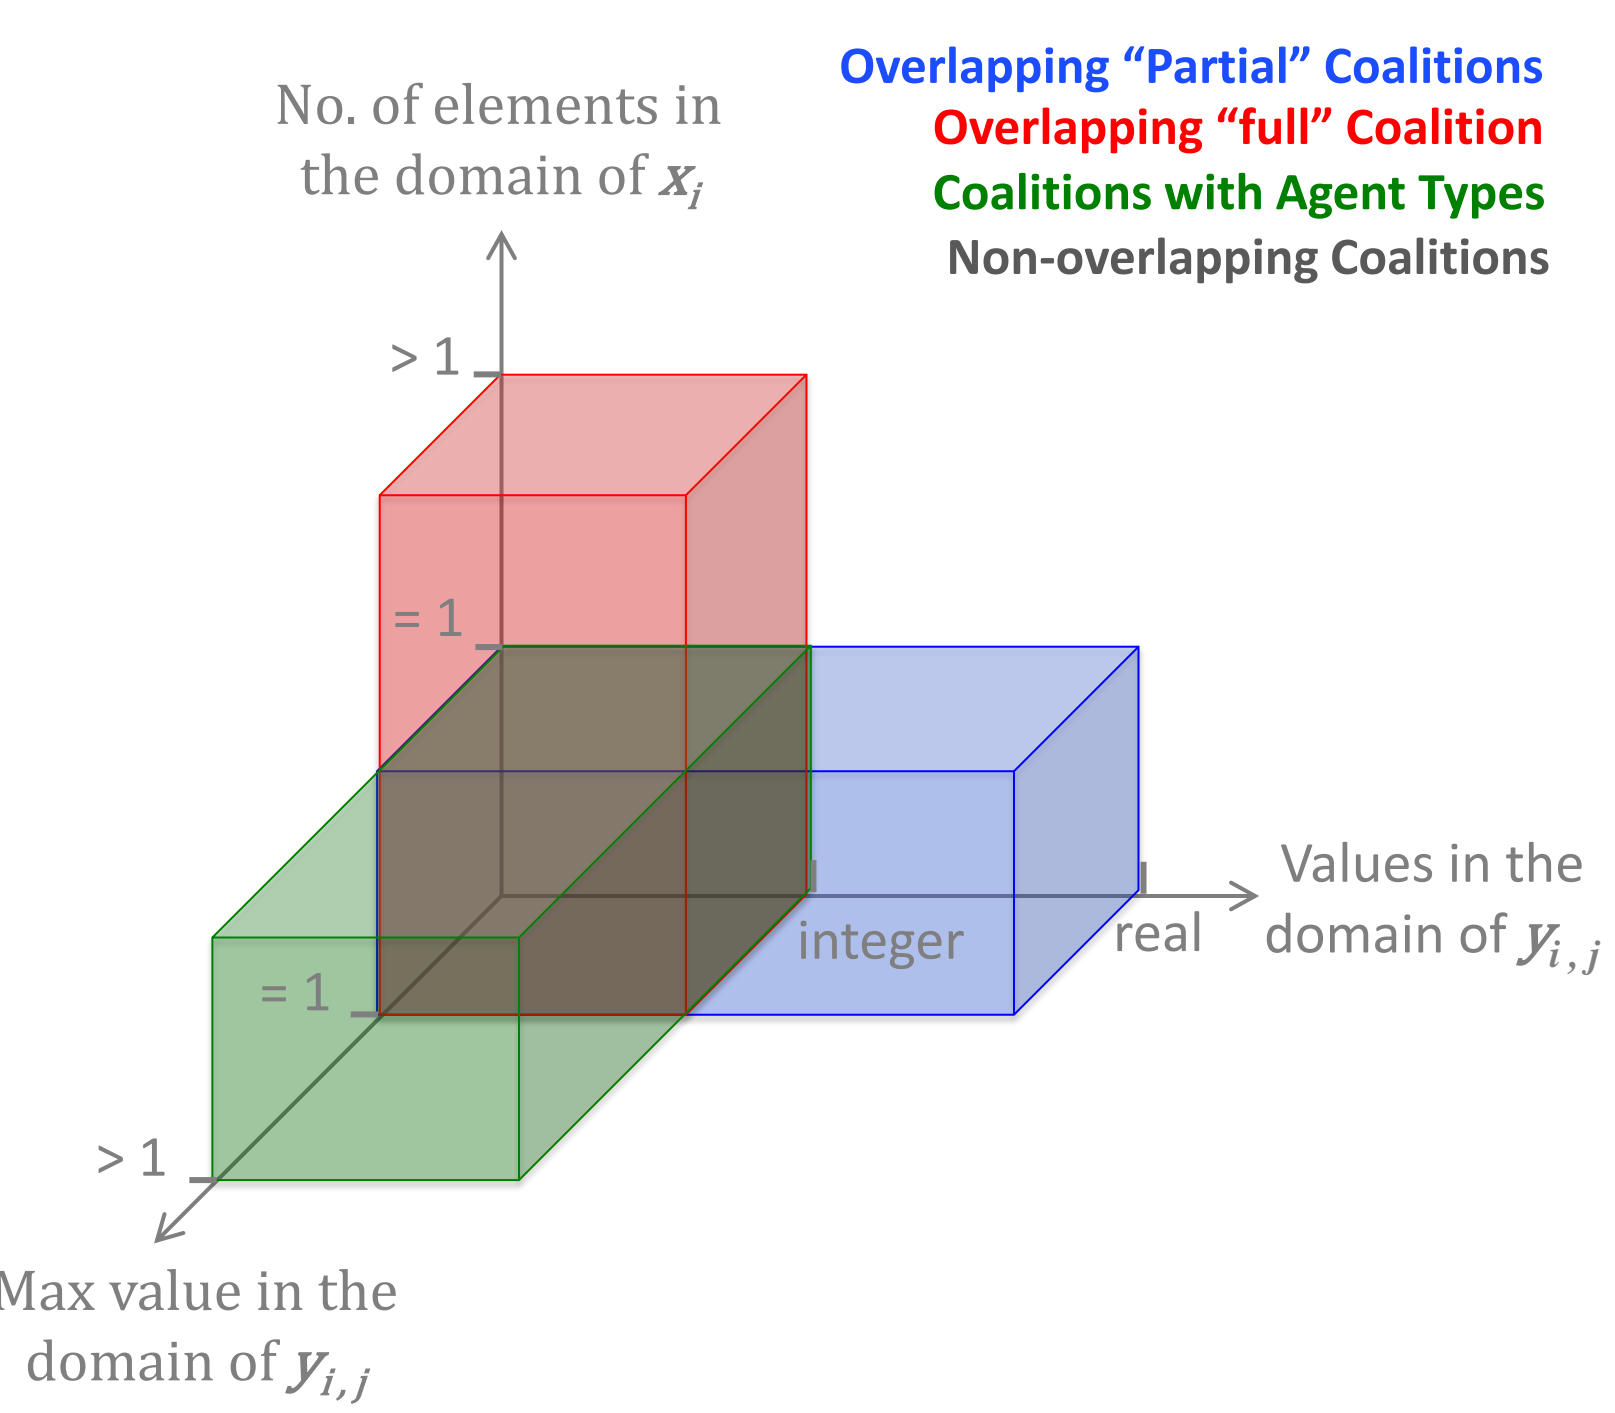 Overlapping “Partial” Coalitions
Overlapping “full” Coalition
Coalitions with Agent Types
Non-overlapping Coalitions
No. of elements in
the domain of xi
> 1
= 1
Values in the
domain of yi,j
integer
real
= 1
> 1
Max value in the
domain of yi,j